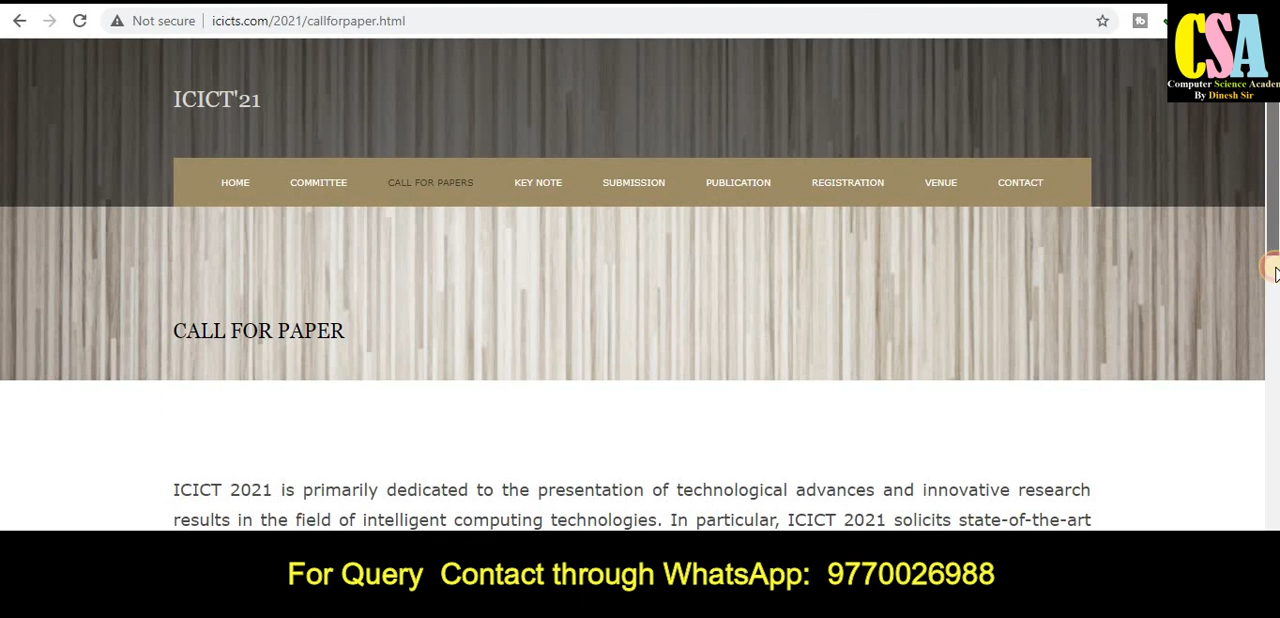 Not secure | icicts.com/2021/callforpaper.html
CSA
Computer Science Academ
By Dinesh Sir
ICICT'21
HOME COMMITTEE CALL FOR PAPERS KEY NOTE SUBMISSION PUBLICATION REGISTRATION VENUE CONTACT
CALL FOR PAPER
ICICT 2021 is primarily dedicated to the presentation of technological advances and innovative research
results in the field of intelligent computing technologies. In particular, ICICT 2021 solicits state-of-the-art
For Query Contact through WhatsApp: 9770026988